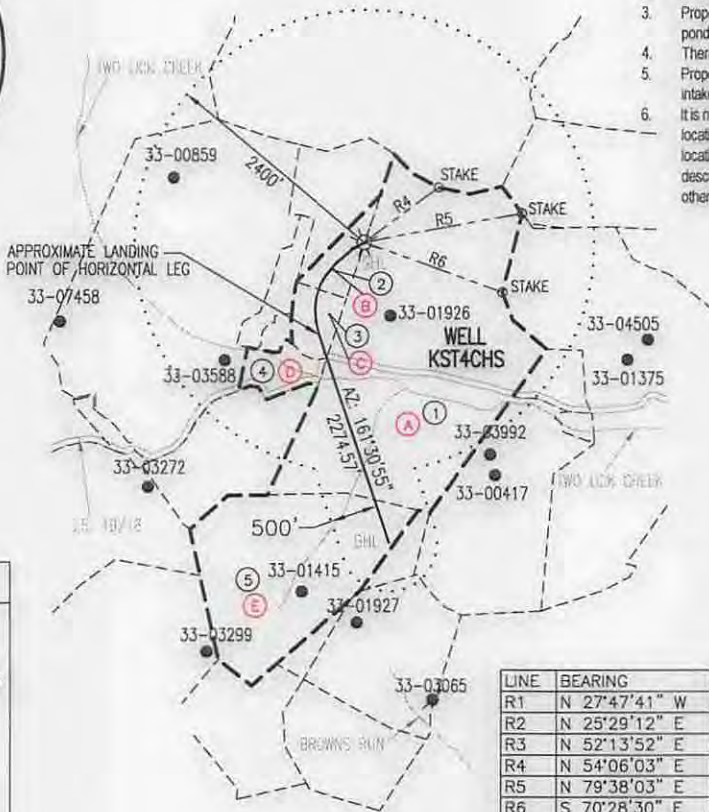 3. Prop
pond
4. Ther
5. Prop
intake
6. It is n
locati
locati
desc
other
TWO LICK CREEK
33-00859
2400'
STAKE
R4
R5
STAKE
R6
APPROXIMATE LANDING
POINT OF HORIZONTAL LEG
SHL
2
B
STAKE
33-07458
33-01926
3
WELL
KST4CHS
33-04505
33-03588
4
D
C
33-01375
AZ: 161°30'55"
2274.57'
A
1
33-03992
33-03272
33-00417
TWO LICK CREEK
500'
BHL
5
33-01415
E
33-01927
33-03299
33-03065
BROWNS RUN
LINE BEARING
R1 N 27°47'41" W
R2 N 25°29'12" E
R3 N 52°13'52" E
R4 N 54°06'03" E
R5 N 79°38'03" E
R6 N 70°28'30"